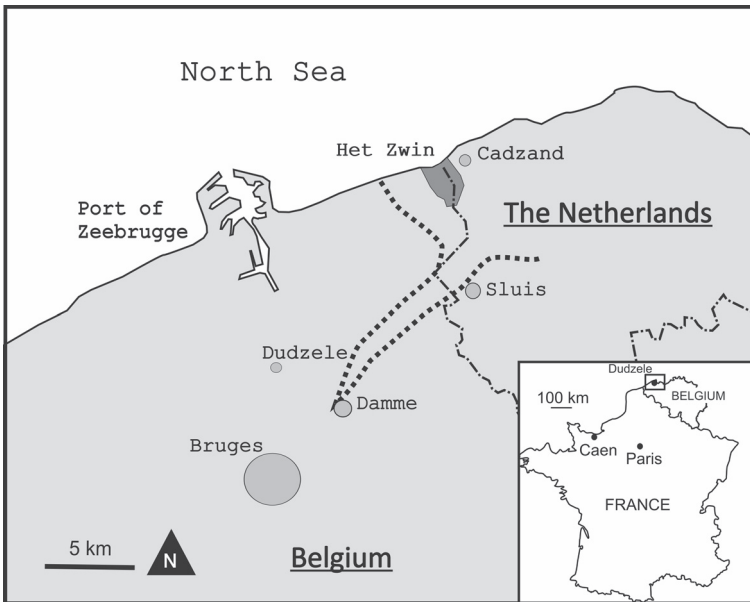 North Sea
Het Zwin
Cadzand
Port of
Zeebrugge
The Netherlands
Sluis
Dudzele
Damme
Bruges
5 km
N
Belgium
Dudzele
100 km
BELGIUM
Caen
Paris
FRANCE